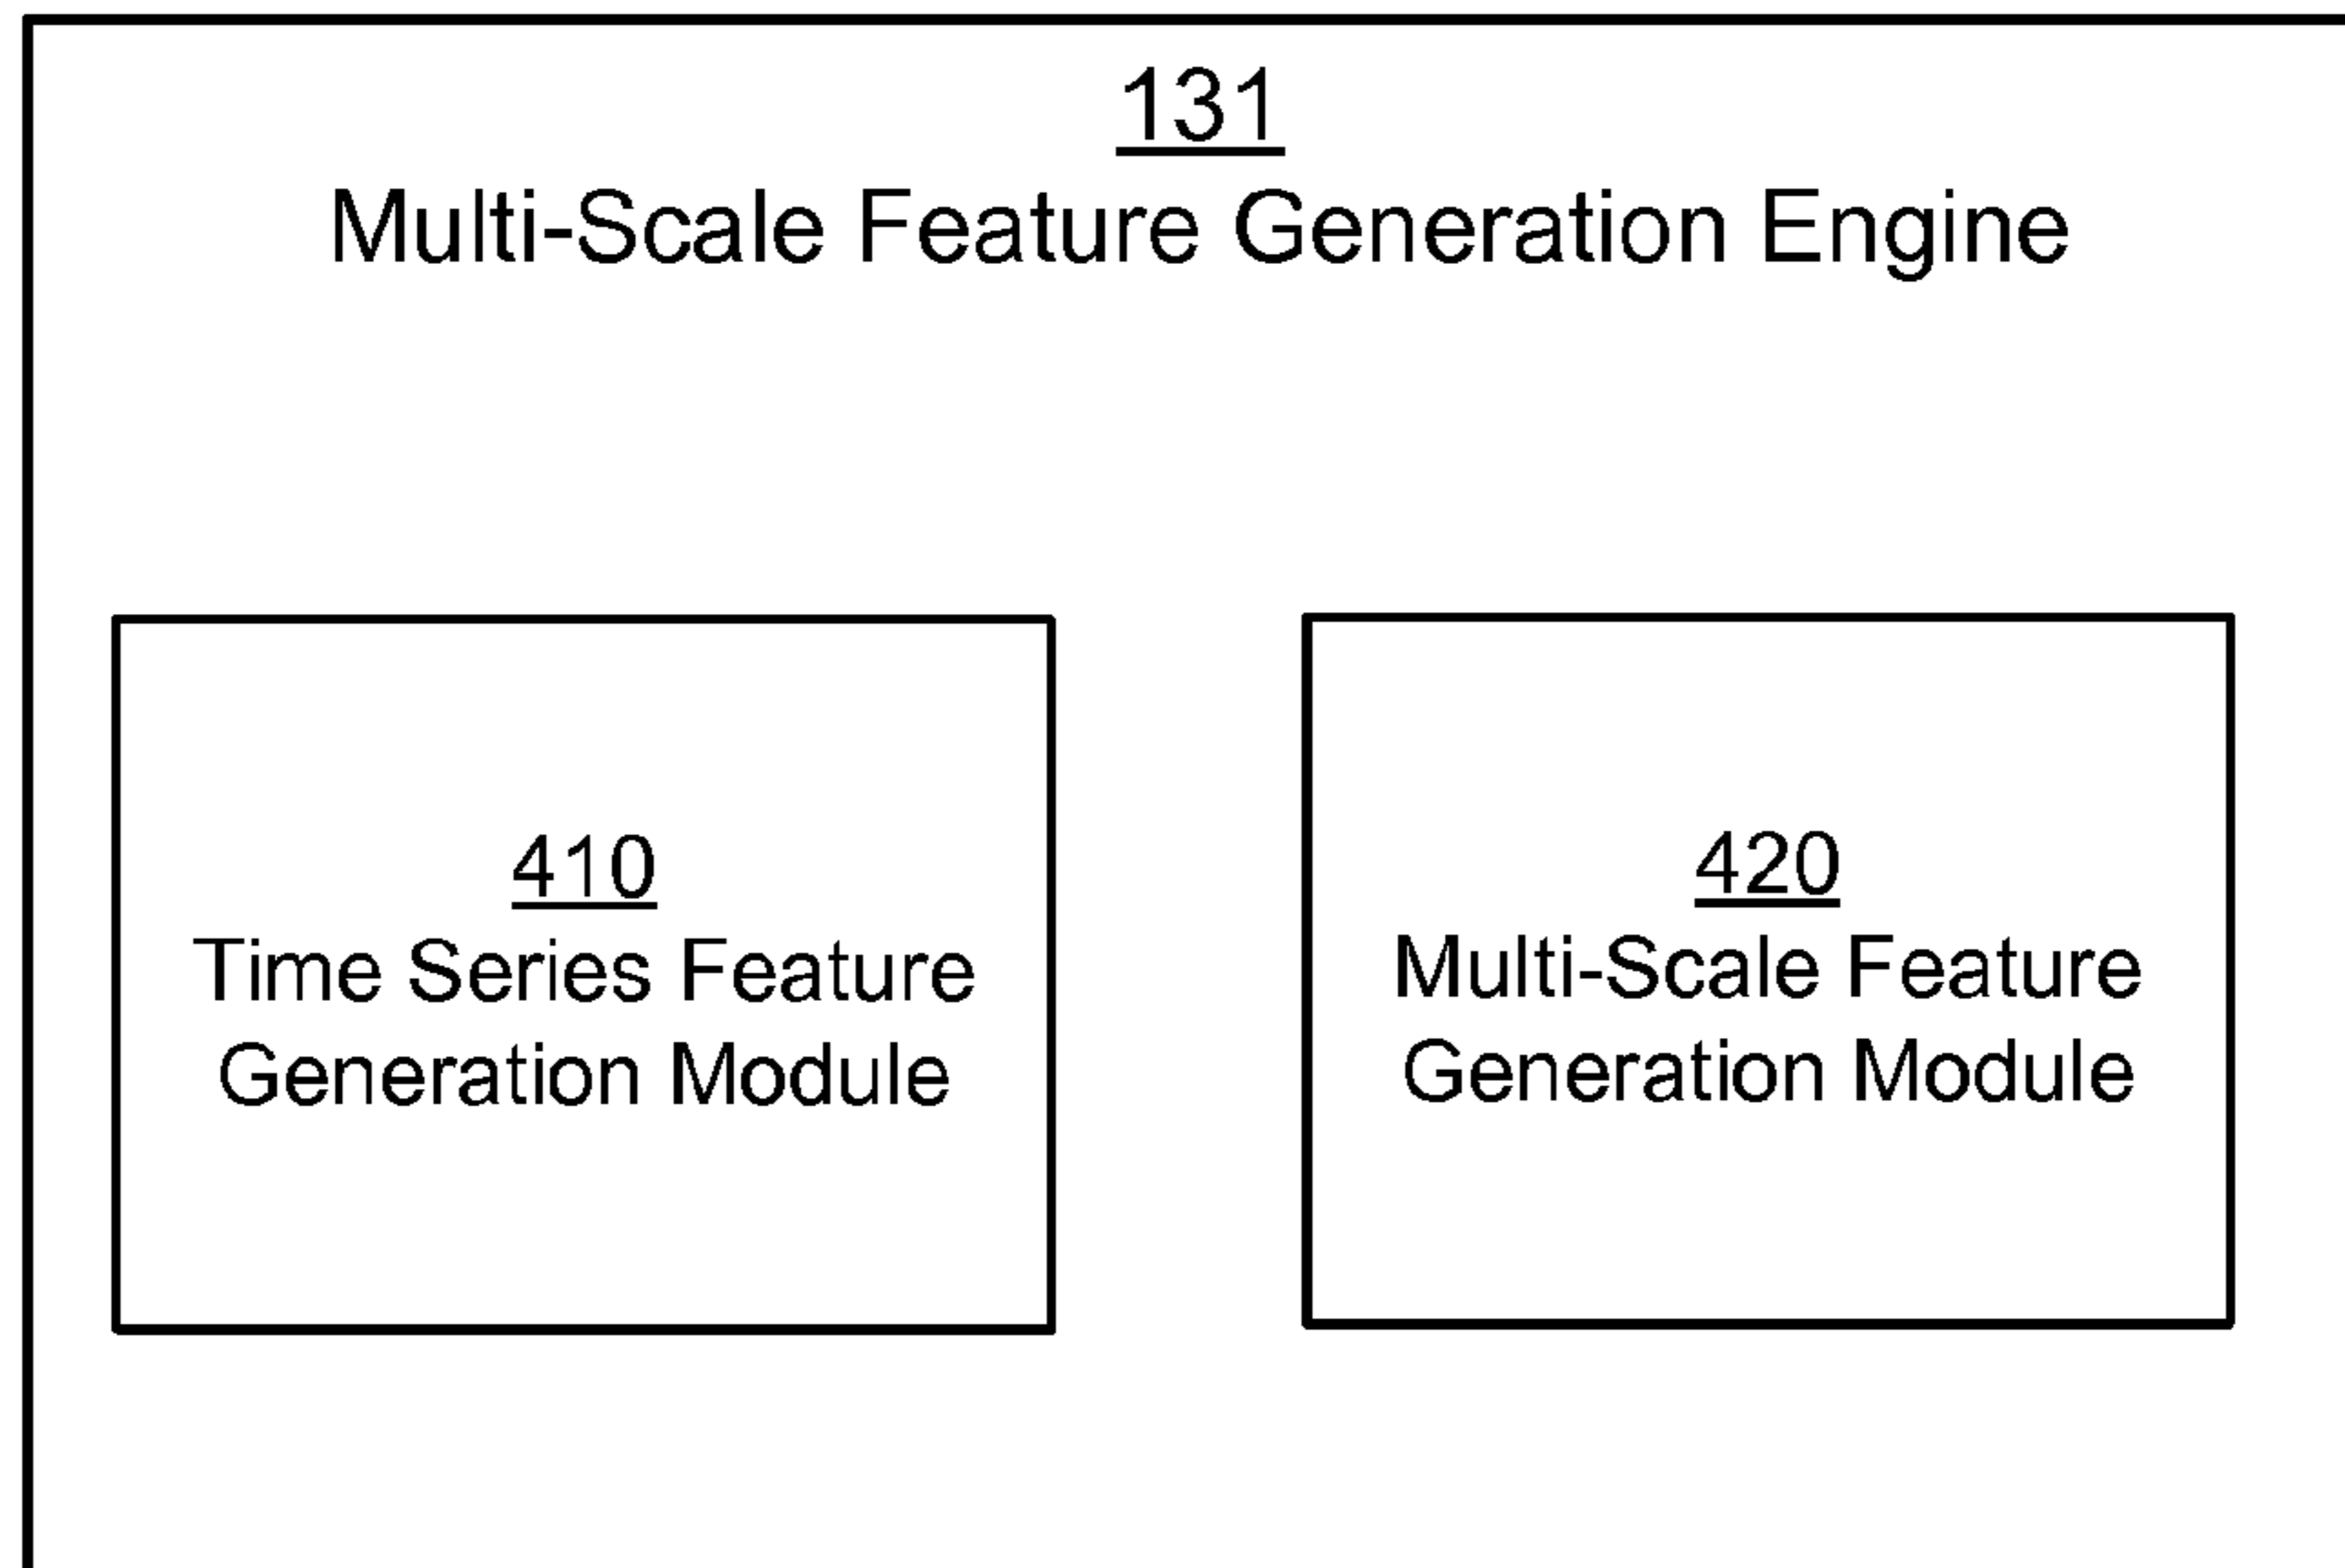 131
Multi-Scale Feature Generation Engine
410
Time Series Feature
Generation Module
420
Multi-Scale Feature
Generation Module